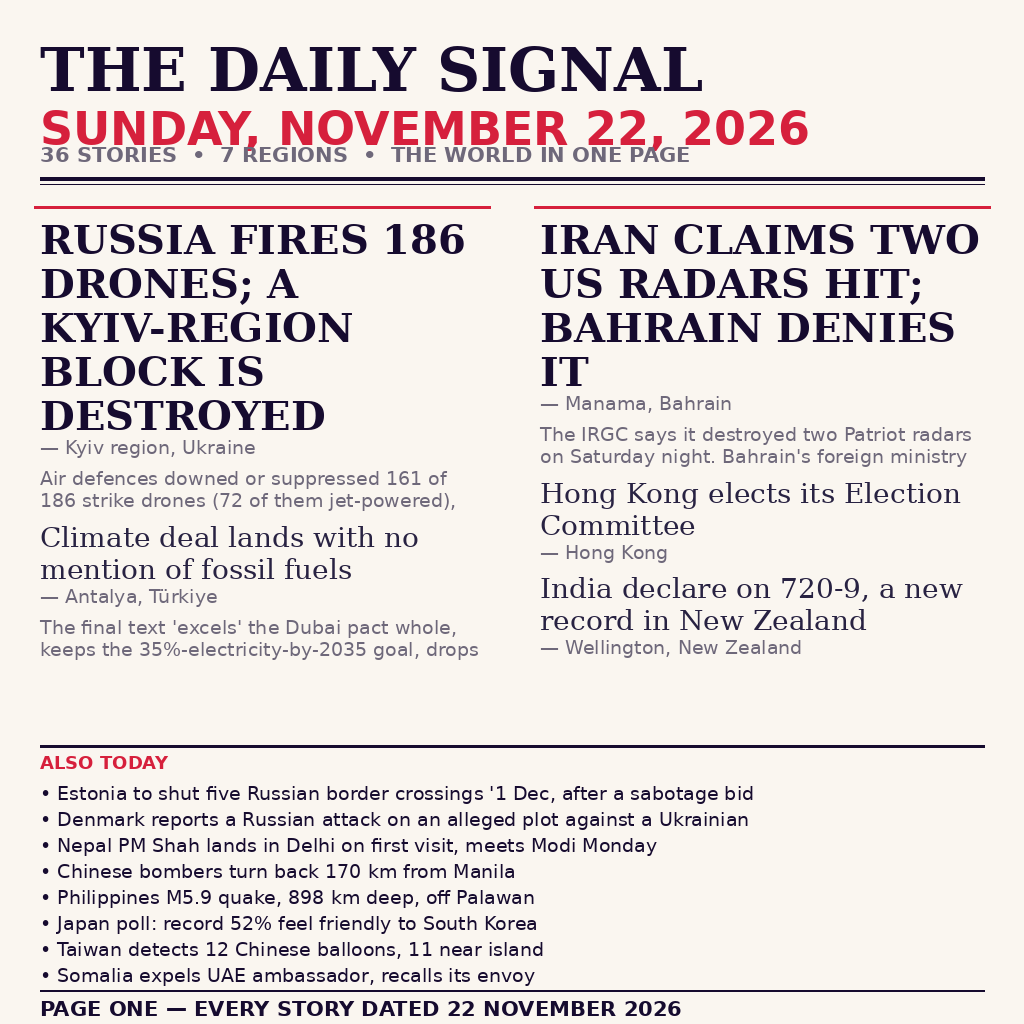 THE DAILY SIGNAL
SUNDAY, NOVEMBER 22, 2026
36 STORIES • 7 REGIONS • THE WORLD IN ONE PAGE
RUSSIA FIRES 186
DRONES; A
KYIV-REGION
BLOCK IS
DESTROYED
— Kyiv region, Ukraine
Air defences downed or suppressed 161 of
186 strike drones (72 of them jet-powered),
Climate deal lands with no
mention of fossil fuels
— Antalya, Türkiye
The final text 'excels' the Dubai pact whole,
keeps the 35%-electricity-by-2035 goal, drops
IRAN CLAIMS TWO
US RADARS HIT;
BAHRAIN DENIES
IT
— Manama, Bahrain
The IRGC says it destroyed two Patriot radars
on Saturday night. Bahrain's foreign ministry
Hong Kong elects its Election
Committee
— Hong Kong
India declare on 720-9, a new
record in New Zealand
— Wellington, New Zealand
ALSO TODAY
• Estonia to shut five Russian border crossings '1 Dec, after a sabotage bid
• Denmark reports a Russian attack on an alleged plot against a Ukrainian
• Nepal PM Shah lands in Delhi on first visit, meets Modi Monday
• Chinese bombers turn back 170 km from Manila
• Philippines M5.9 quake, 898 km deep, off Palawan
• Japan poll: record 52% feel friendly to South Korea
• Taiwan detects 12 Chinese balloons, 11 near island
• Somalia expels UAE ambassador, recalls its envoy
PAGE ONE — EVERY STORY DATED 22 NOVEMBER 2026